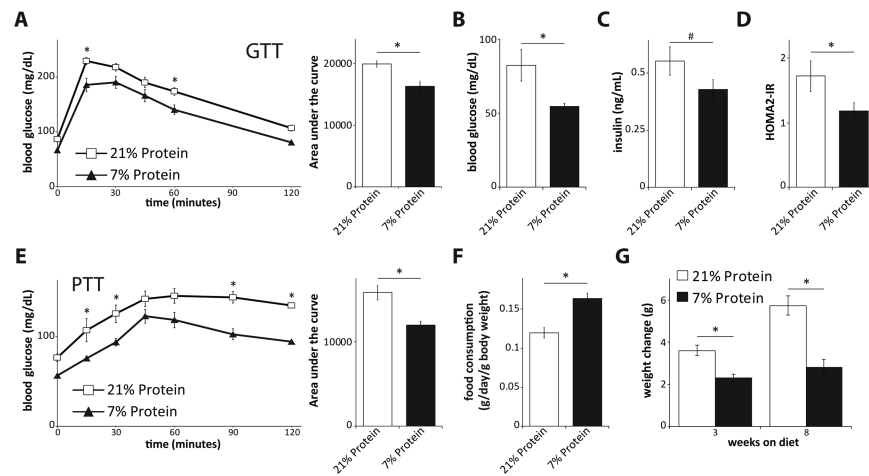 A
GTT
blood glucose (mg/dL)
200
100
0
*
*
21% Protein
7% Protein
0 30 60 90 120
time (minutes)
Area under the curve
20000
10000
0
*
21% Protein
7% Protein
B
blood glucose (mg/dL)
100
50
0
*
21% Protein
7% Protein
C
insulin (ng/mL)
0.5
0.25
0
#
21% Protein
7% Protein
D
HOMA2-IR
2
1
0
*
21% Protein
7% Protein
E
PTT
blood glucose (mg/dL)
100
0
* * * *
21% Protein
7% Protein
0 30 60 90 120
time (minutes)
Area under the curve
10000
0
*
21% Protein
7% Protein
F
food consumption
(g/day/g body weight)
0.15
0.1
0.05
0
*
21% Protein
7% Protein
G
21% Protein
7% Protein
weight change (g)
6
4
2
0
*
*
3 8
weeks on diet